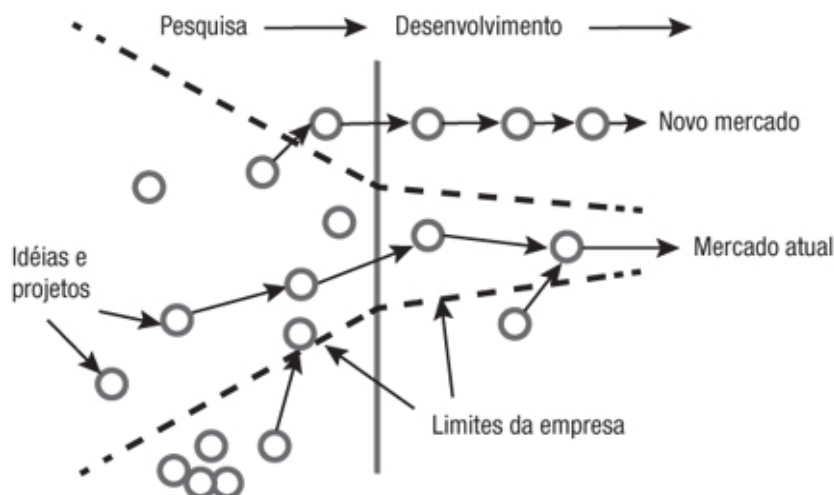 Pesquisa
Desenvolvimento
Novo mercado
Mercado atual
Idéias e
projetos
Limites da empresa